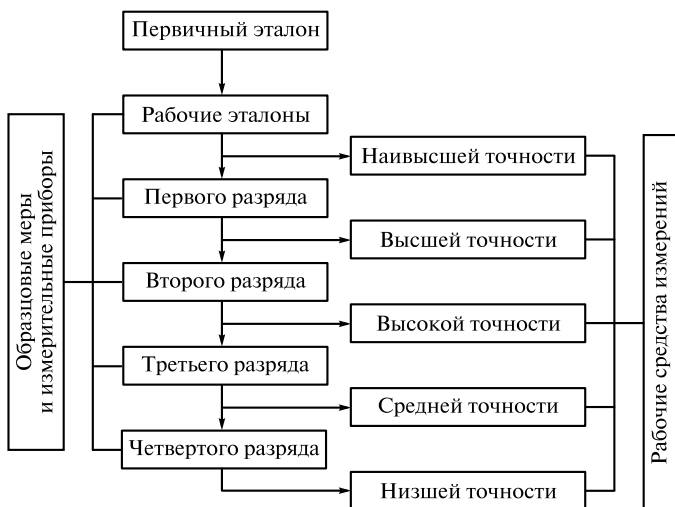 Первичный эталон
Рабочие эталоны
Наивысшей точности
Первого разряда
Высшей точности
Второго разряда
Высокой точности
Третьего разряда
Средней точности
Четвертого разряда
Низшей точности
Образцовые меры
и измерительные приборы
Рабочие средства измерений